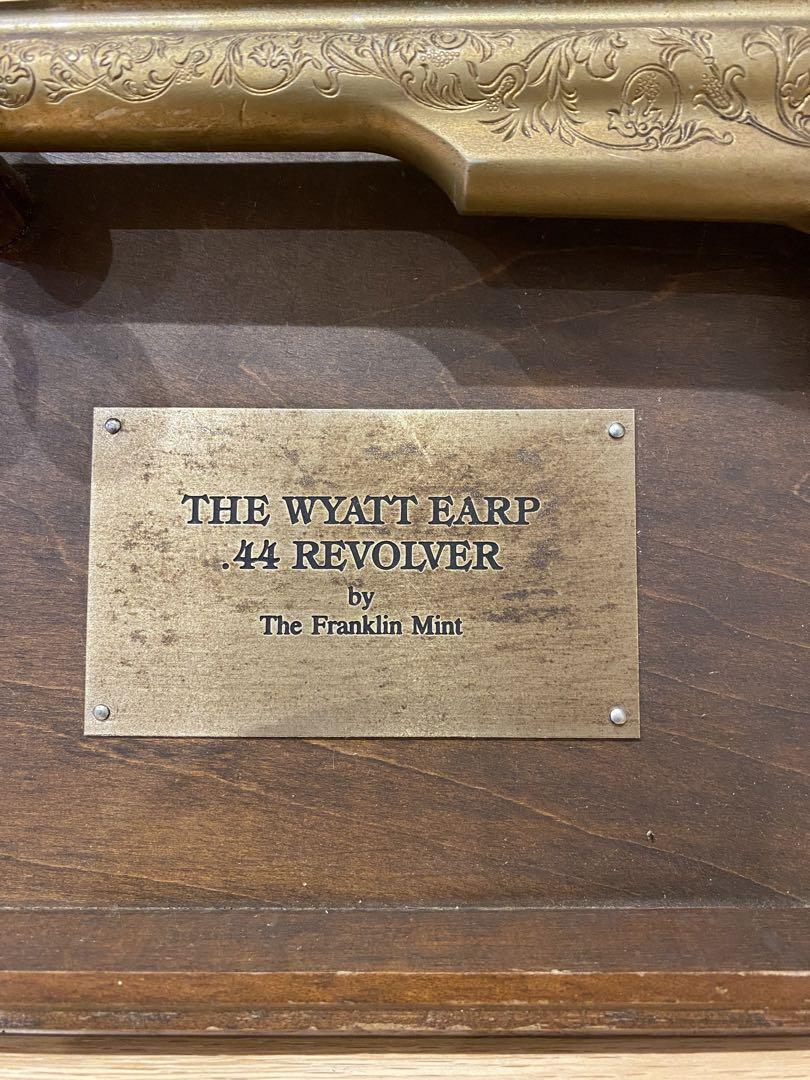 THE WYATT EARP
.44 REVOLVER
by
The Franklin Mint